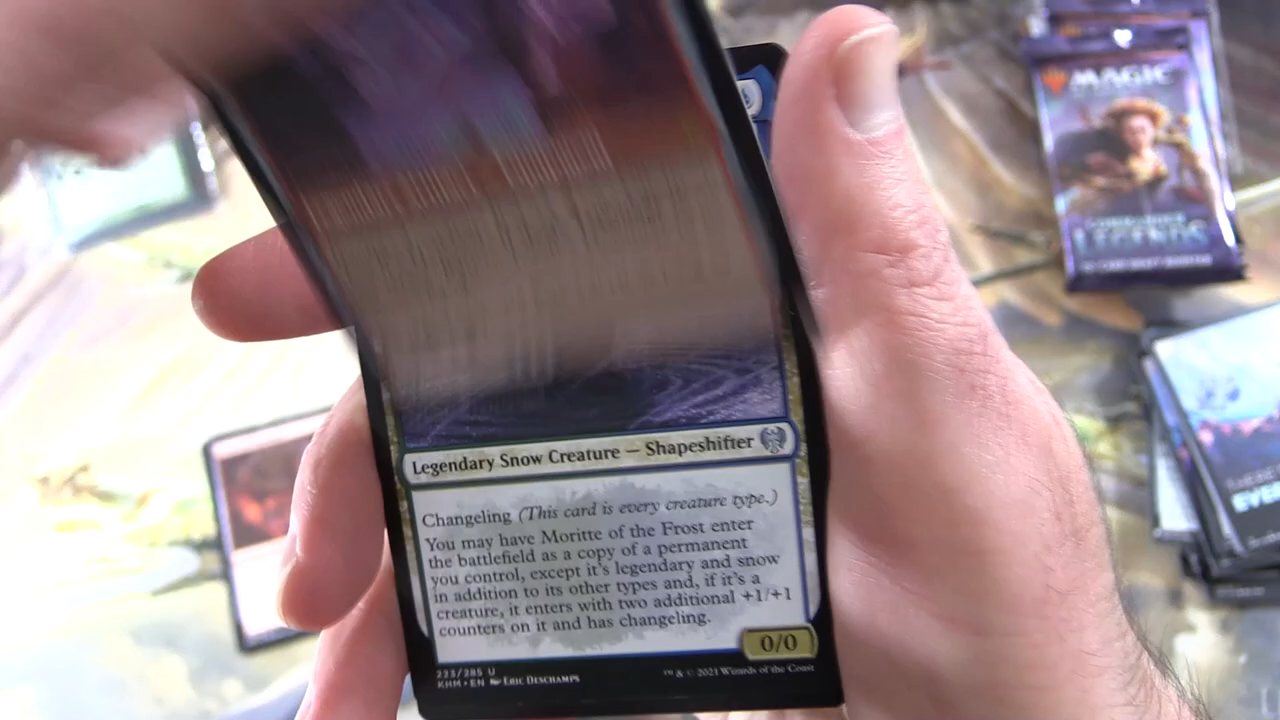 MAGIC
LEGENDS
EVE
Legendary Snow Creature — Shapeshifter
Changeling (This card is every creature type.)
You may have Moritte of the Frost enter
the battlefield as a copy of a permanent
you control, except it's legendary and snow
in addition to its other types and, if it's a
creature, it enters with two additional +1/+1
counters on it and has changeling.
0/0
223/285 U
KHM • EN Eric Deschamps
™ & © 2021 Wizards of the Coast